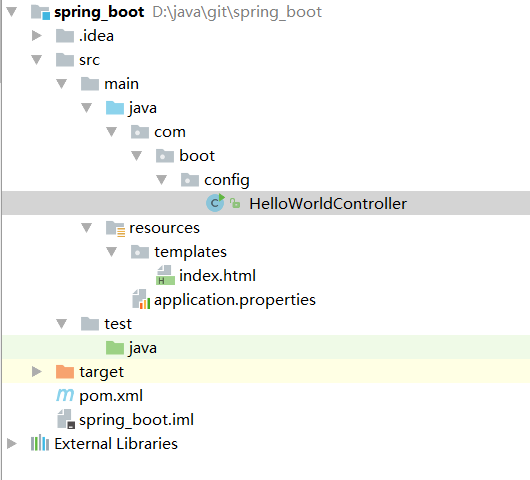 spring_boot D:\java\git\spring_boot
.idea
src
main
java
com
boot
config
HelloWorldController
resources
templates
index.html
application.properties
test
java
target
pom.xml
spring_boot.iml
External Libraries